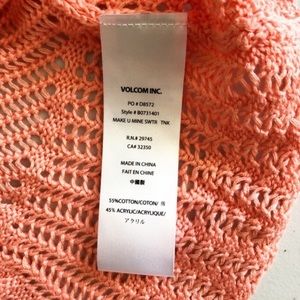 VOLCOM INC.
PO # DB572
Style # B0731401
MAKE U MINE SWTR TNK
R.N.# 29745
CA# 32350
MADE IN CHINA
FAIT EN CHINE
中國製
55%COTTON/COTON/ 棉
45% ACRYLIC/ACRYLIQUE/
アクリル